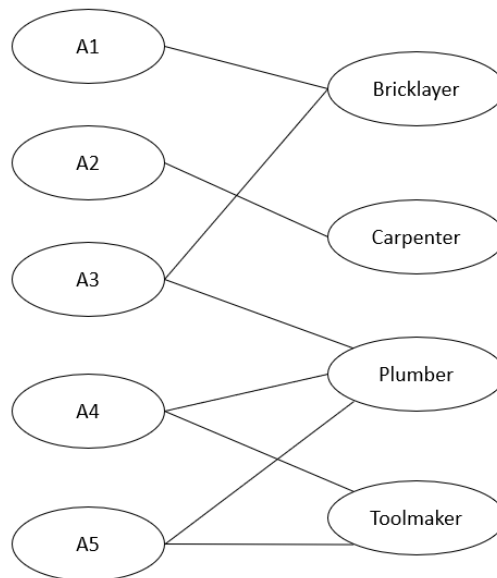 A1
Bricklayer
A2
Carpenter
A3
Plumber
A4
Toolmaker
A5